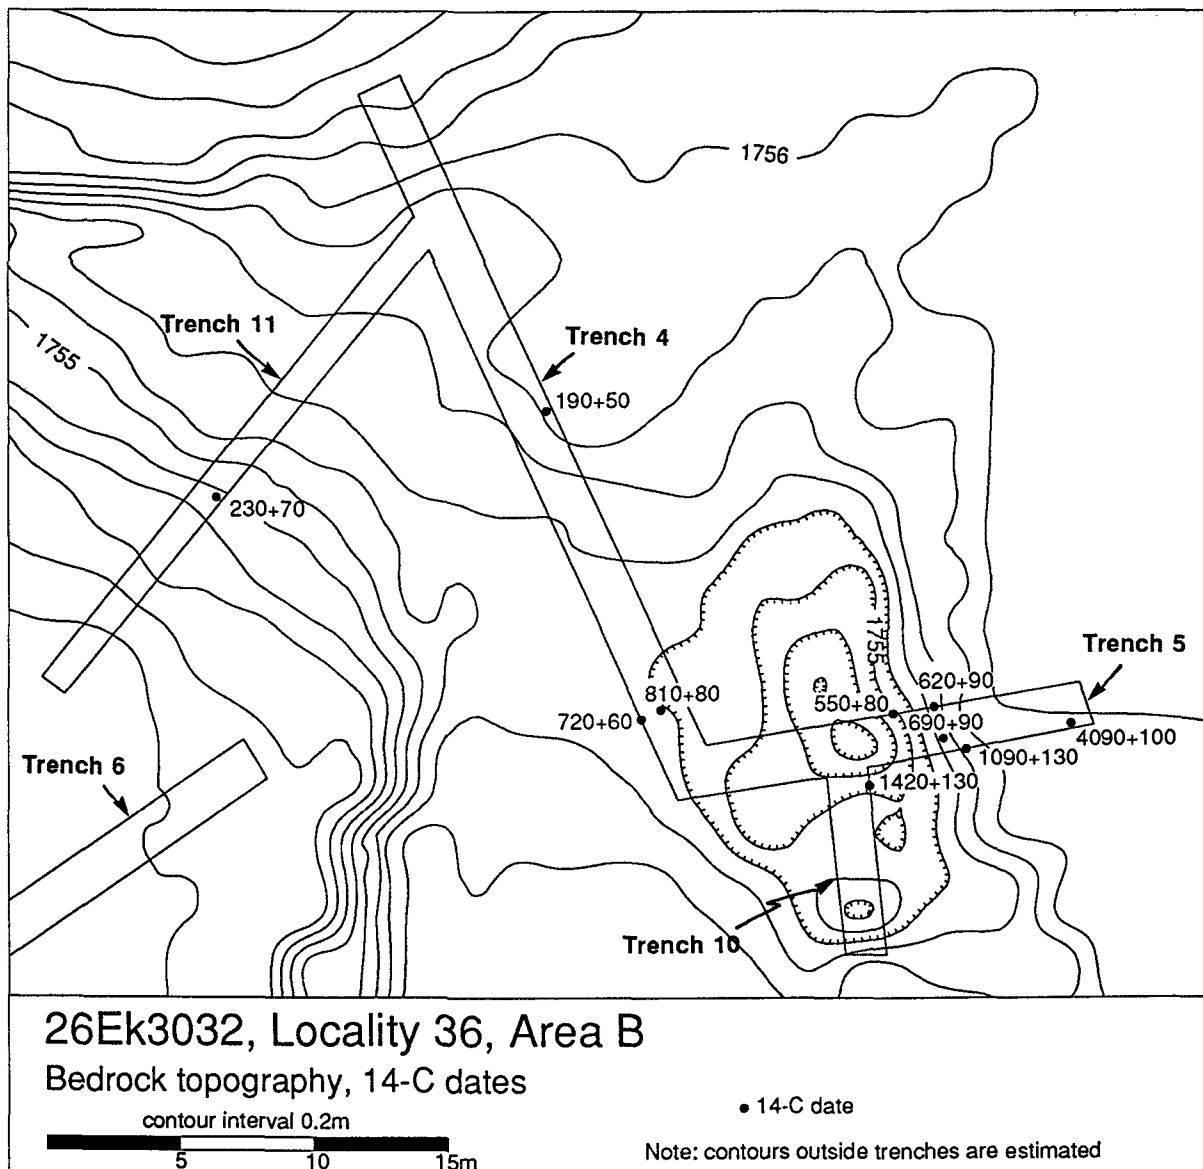 1756
Trench 11
Trench 4
1755
190+50
230+70
1755
Trench 5
620+90
810+80
550+80
720+60
690+90
4090+100
1090+130
Trench 6
1420+130
Trench 10
26Ek3032, Locality 36, Area B
Bedrock topography, 14-C dates
contour interval 0.2m
5 10 15m
14-C date
Note: contours outside trenches are estimated